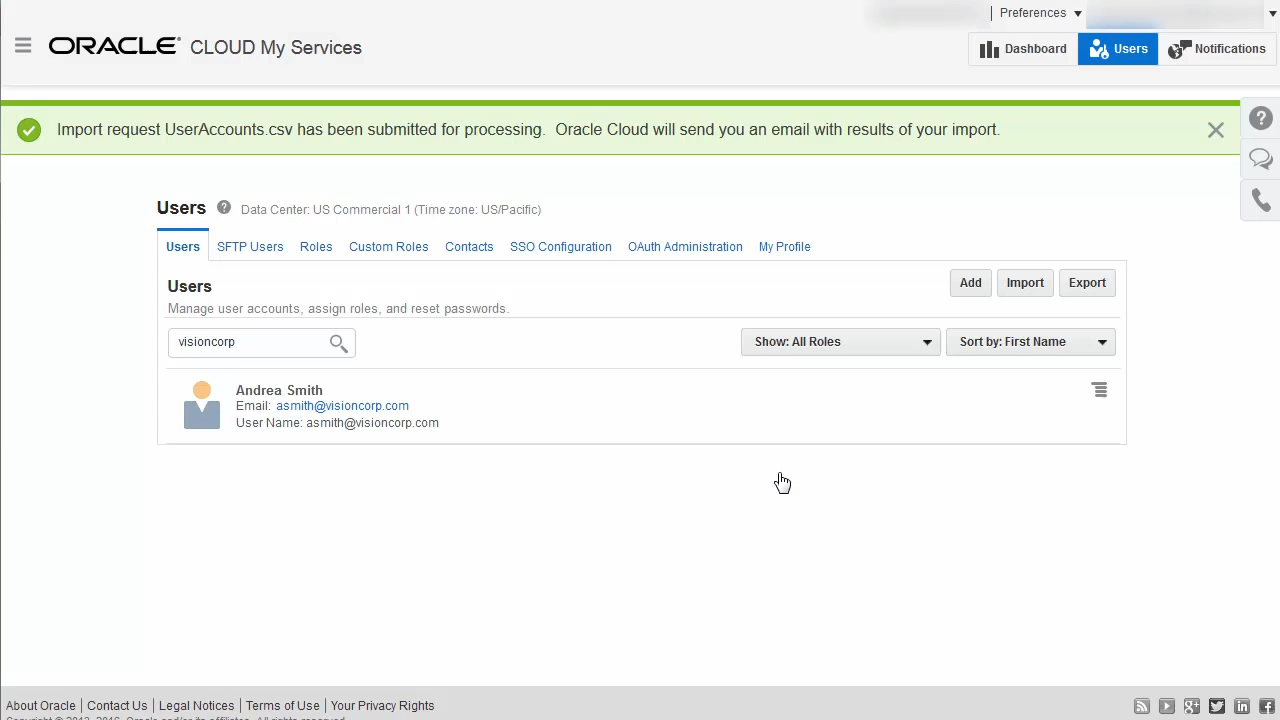 Preferences
ORACLE® CLOUD My Services
Dashboard Users Notifications
Import request UserAccounts.csv has been submitted for processing. Oracle Cloud will send you an email with results of your import.
Users Data Center: US Commercial 1 (Time zone: US/Pacific)
Users SFTP Users Roles Custom Roles Contacts SSO Configuration OAuth Administration My Profile
Users
Add Import Export
Manage user accounts, assign roles, and reset passwords.
visioncorp Show: All Roles Sort by: First Name
Andrea Smith
Email: asmith@visioncorp.com
User Name: asmith@visioncorp.com
About Oracle | Contact Us | Legal Notices | Terms of Use | Your Privacy Rights